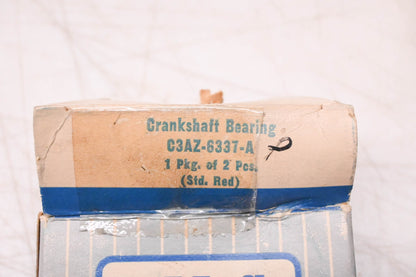 Crankshaft Bearing
C3AZ-6337-A
1 Pkg. of 2 Pcs.
(Std. Red)